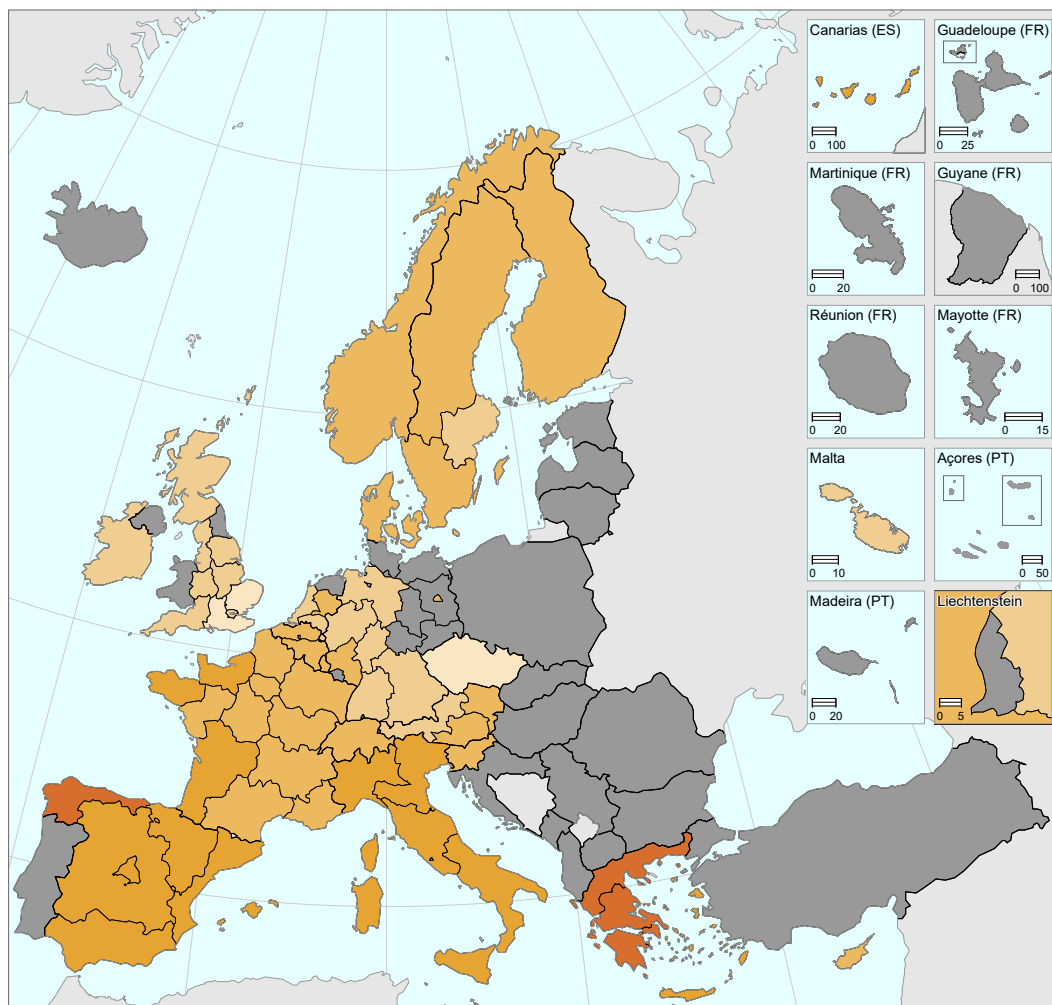 Canarias (ES)
0 100
Guadeloupe (FR)
0 25
Martinique (FR)
0 20
Guyane (FR)
0 100
Réunion (FR)
0 20
Mayotte (FR)
0 15
Malta
0 10
Açores (PT)
0 50
Madeira (PT)
0 20
Liechtenstein
0 5